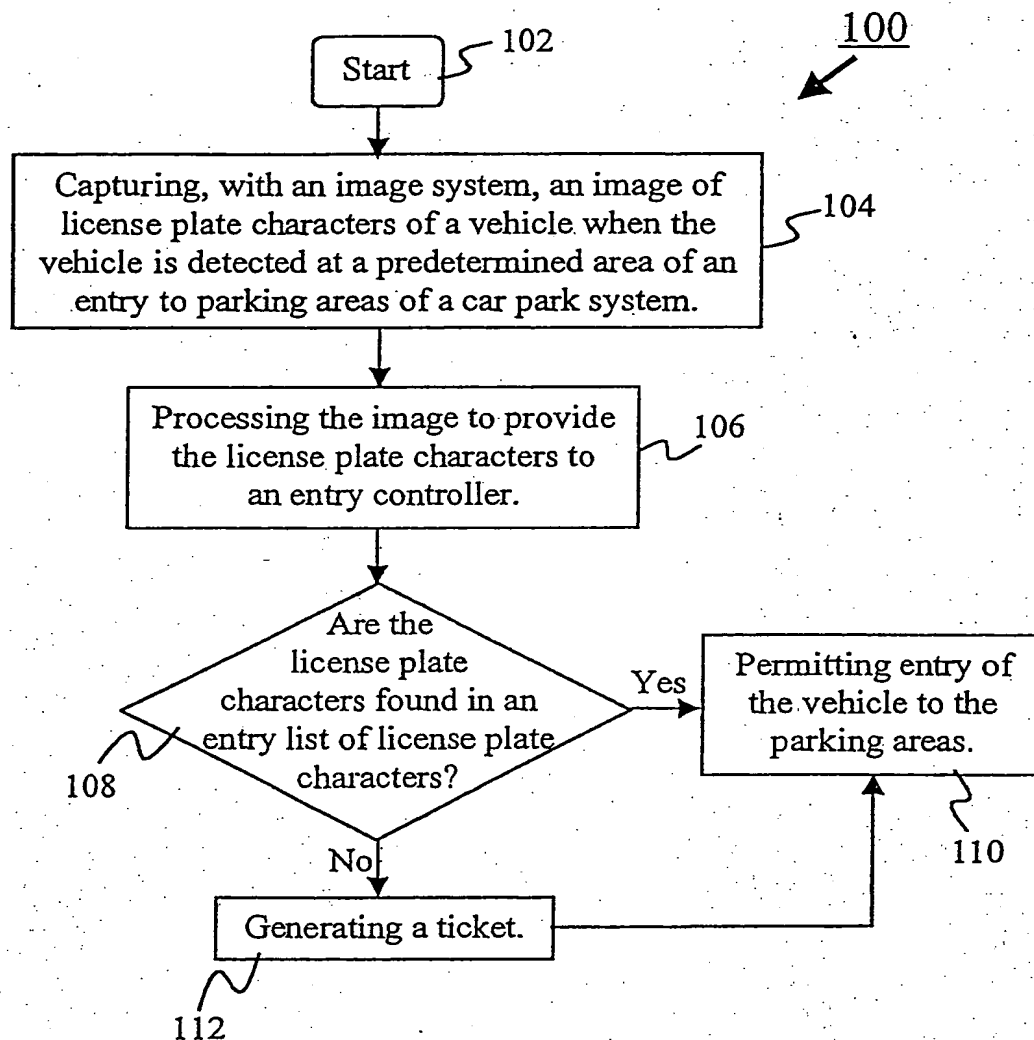 100
Start
102
Capturing, with an image system, an image of
license plate characters of a vehicle when the
vehicle is detected at a predetermined area of an
entry to parking areas of a car park system.
104
Processing the image to provide
the license plate characters to
an entry controller.
106
Are the
license plate
characters found in an
entry list of license plate
characters?
108
Yes
Permitting entry of
the vehicle to the
parking areas.
110
No
Generating a ticket.
112